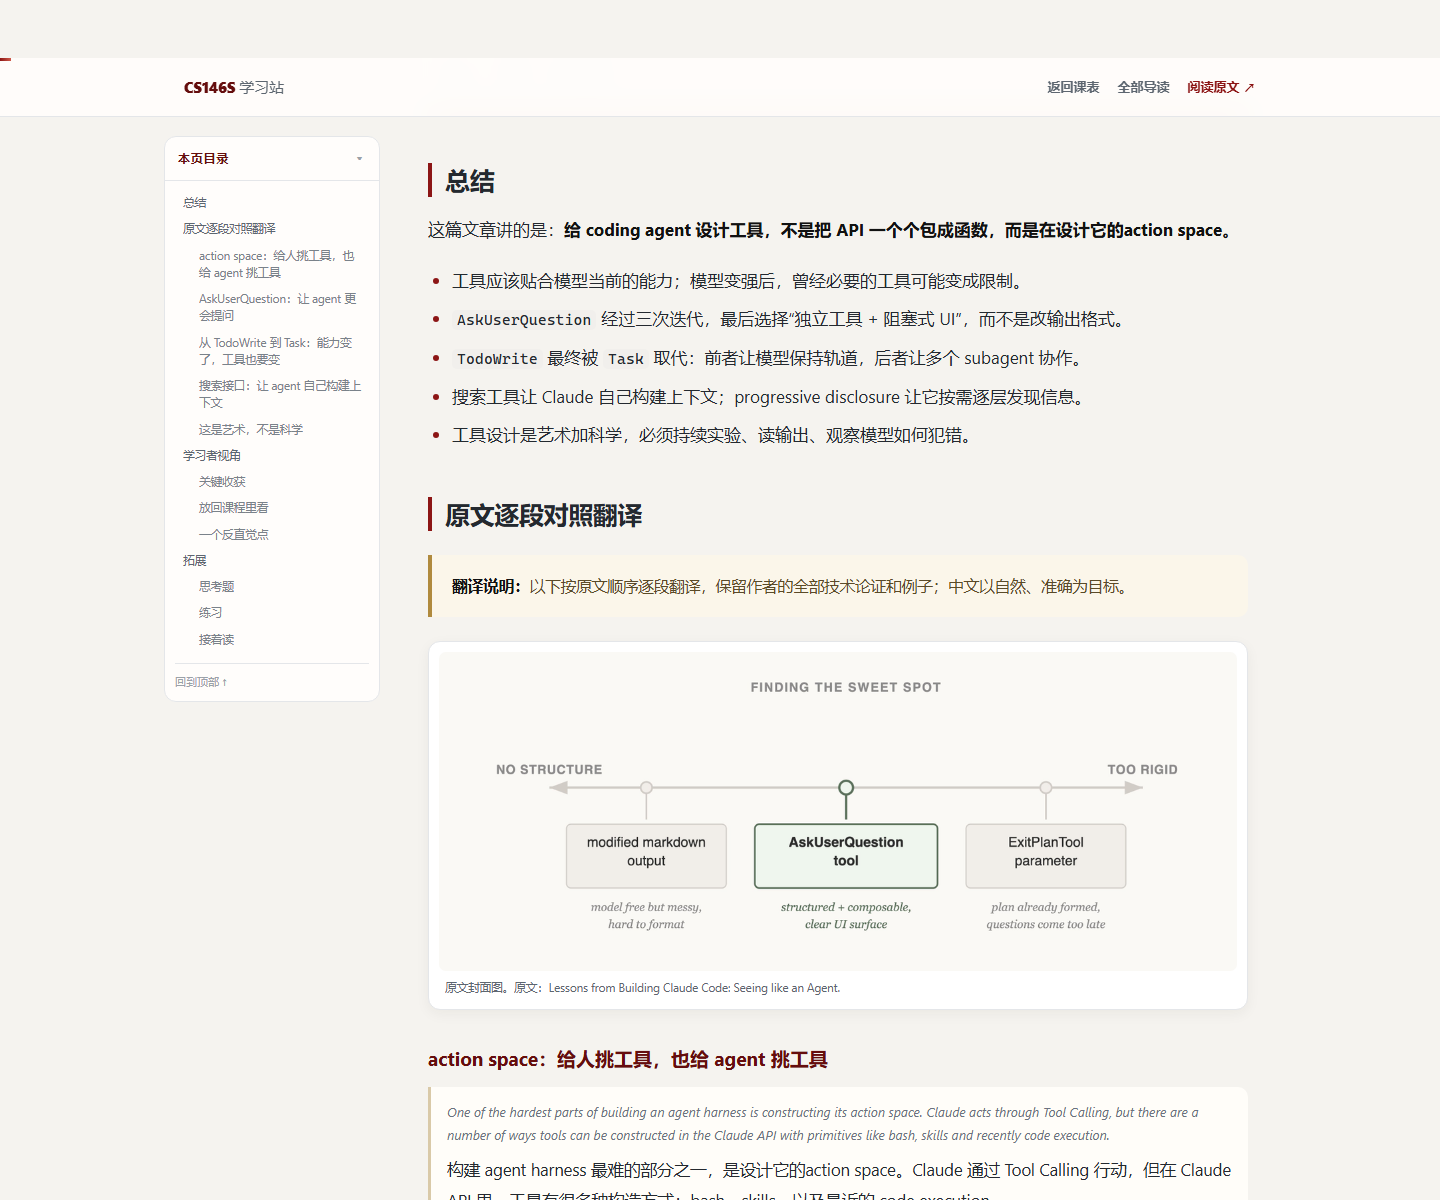 CS146S 学习站
返回课表 全部导读 阅读原文 ↗
本页目录
总结
原文逐段对照翻译
action space：给人挑工具，也
给 agent 挑工具
AskUserQuestion：让 agent 更
会提问
从 TodoWrite 到 Task：能力变
了，工具也要变
搜索接口：让 agent 自己构建上
下文
这是艺术，不是科学
学习者视角
关键收获
放回课程里看
一个反直觉点
拓展
思考题
练习
接着读
回到顶部 ↑
总结
这篇文章讲的是：给 coding agent 设计工具，不是把 API 一个个包成函数，而是在设计它的action space。
工具应该贴合模型当前的能力；模型变强后，曾经必要的工具可能变成限制。
AskUserQuestion 经过三次迭代，最后选择“独立工具 + 阻塞式 UI”，而不是改输出格式。
TodoWrite 最终被 Task 取代：前者让模型保持轨道，后者让多个 subagent 协作。
搜索工具让 Claude 自己构建上下文；progressive disclosure 让它按需逐层发现信息。
工具设计是艺术加科学，必须持续实验、读输出、观察模型如何犯错。
原文逐段对照翻译
翻译说明：以下按原文顺序逐段翻译，保留作者的全部技术论证和例子；中文以自然、准确为目标。
FINDING THE SWEET SPOT
NO STRUCTURE
TOO RIGID
modified markdown
output
AskUserQuestion
tool
ExitPlanTool
parameter
model free but messy,
hard to format
structured + composable,
clear UI surface
plan already formed,
questions come too late
原文封面图。原文：Lessons from Building Claude Code: Seeing like an Agent.
action space：给人挑工具，也给 agent 挑工具
One of the hardest parts of building an agent harness is constructing its action space. Claude acts through Tool Calling, but there are a
number of ways tools can be constructed in the Claude API with primitives like bash, skills and recently code execution.
构建 agent harness 最难的部分之一，是设计它的action space。Claude 通过 Tool Calling 行动，但在 Claude
API 里，工具有很多种构造方式：bash、skills，以及最近的 code execution。